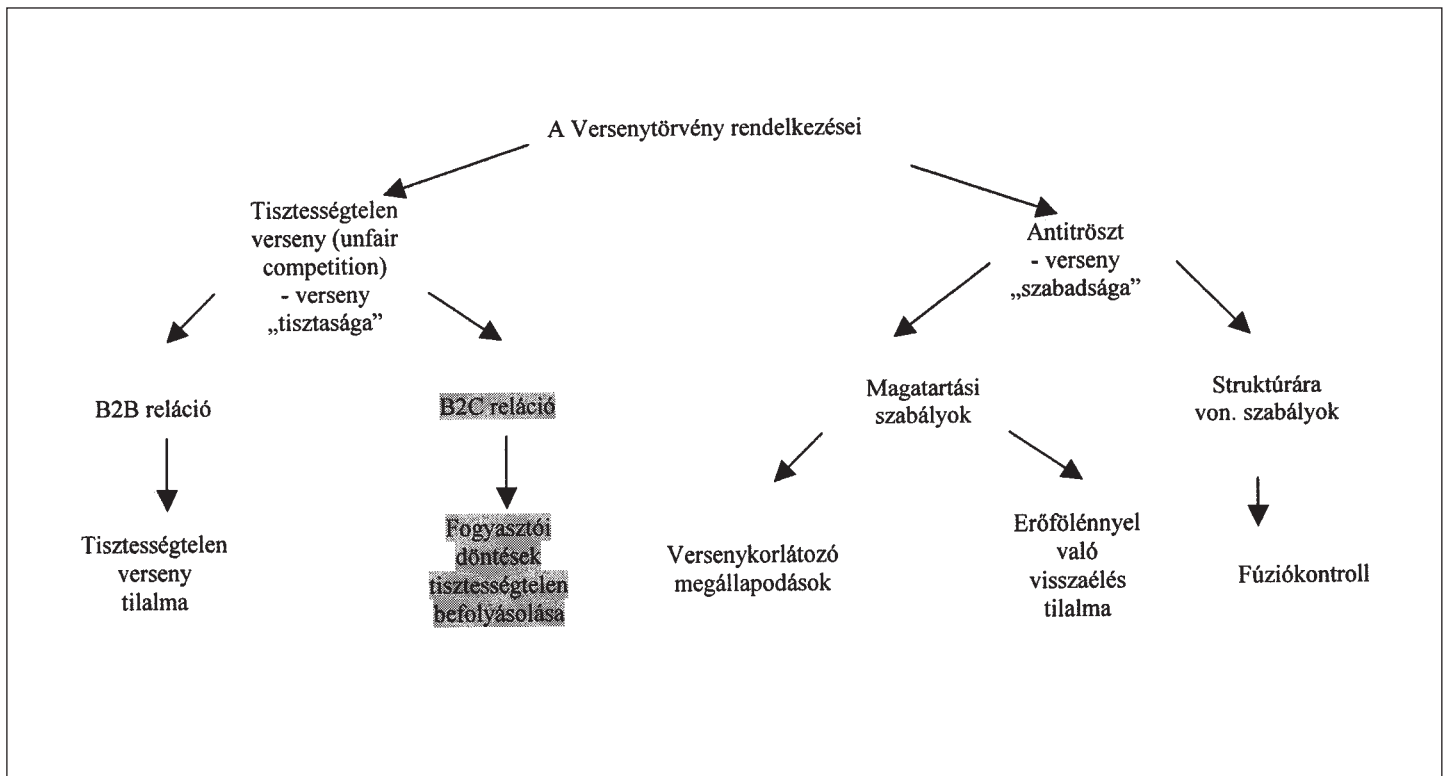 A Versenytörvény rendelkezései
Tisztességtelen
verseny (unfair
competition)
- verseny
„tisztasága”
Antitröszt
- verseny
„szabadsága”
B2B reláció
B2C reláció
Magatartási
szabályok
Struktúrára
von. szabályok
Tisztességtelen
verseny
tilalma
Fogyasztói
döntések
tisztességtelen
befolyásolása
Versenykorlátozó
megállapodások
Erőfölénnyel
való
visszaélés
tilalma
Fúziókontroll